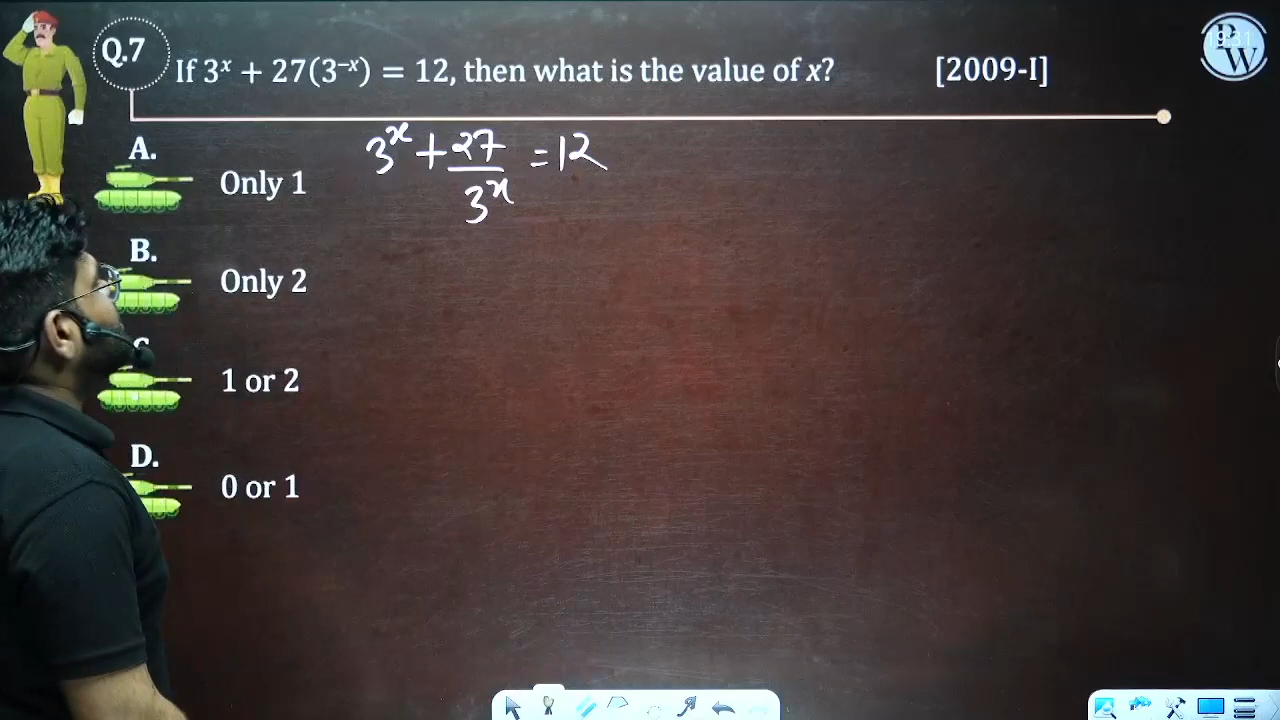 Q.7
If 3ˣ + 27(3⁻ˣ) = 12, then what is the value of x? [2009-I]
3ˣ + 27/3ˣ = 12
A.
Only 1
B.
Only 2
1 or 2
D.
0 or 1